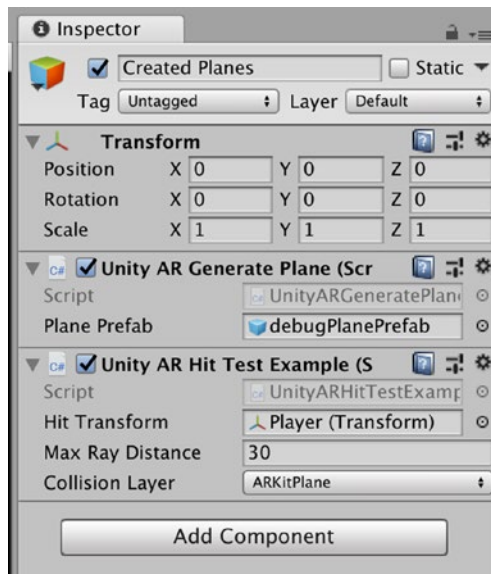 Inspector
Created Planes Static
Tag Untagged Layer Default
Transform
Position X 0 Y 0 Z 0
Rotation X 0 Y 0 Z 0
Scale X 1 Y 1 Z 1
C# Unity AR Generate Plane (Scr
Script UnityARGeneratePlan
Plane Prefab debugPlanePrefab
C# Unity AR Hit Test Example (S
Script UnityARHitTestExamp
Hit Transform Player (Transform)
Max Ray Distance 30
Collision Layer ARKitPlane
Add Component